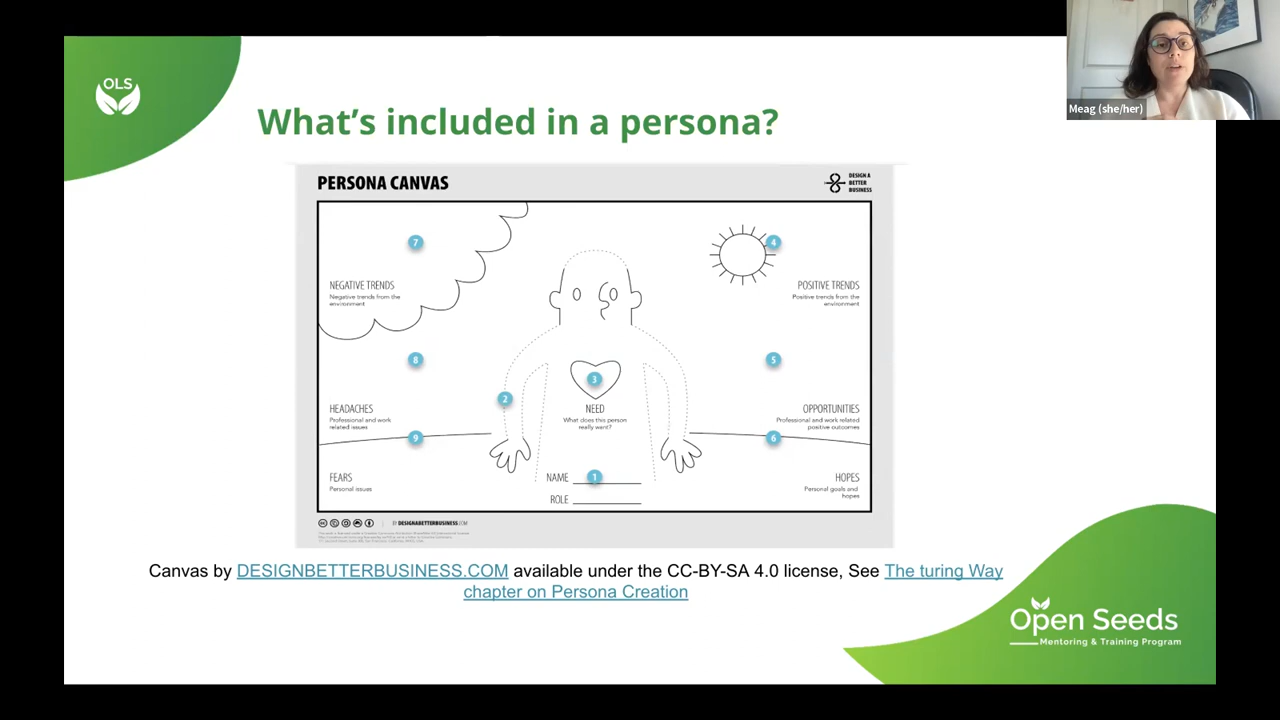 OLS
Meag (she/her)
What's included in a persona?
PERSONA CANVAS
DESIGN A
BETTER
BUSINESS
7
4
NEGATIVE TRENDS
Negative trends from the
environment
POSITIVE TRENDS
Positive trends from the
environment
8
5
3
2
HEADACHES
Professional and work
related issues
NEED
What does this person
really want?
OPPORTUNITIES
Professional and work related
positive outcomes
9
6
FEARS
Personal issues
NAME
1
ROLE
HOPES
Personal goals and
hopes
BY DESIGNABETTERBUSINESS.COM
Canvas by DESIGNBETTERBUSINESS.COM available under the CC-BY-SA 4.0 license, See The turing Way
chapter on Persona Creation
Open Seeds
Mentoring & Training Program